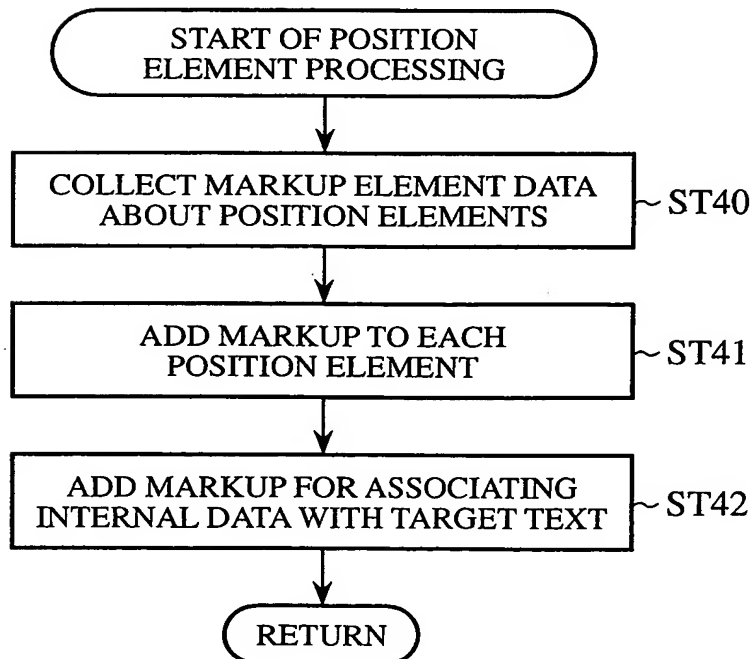 START OF POSITION
ELEMENT PROCESSING
COLLECT MARKUP ELEMENT DATA
ABOUT POSITION ELEMENTS
ST40
ADD MARKUP TO EACH
POSITION ELEMENT
ST41
ADD MARKUP FOR ASSOCIATING
INTERNAL DATA WITH TARGET TEXT
ST42
RETURN